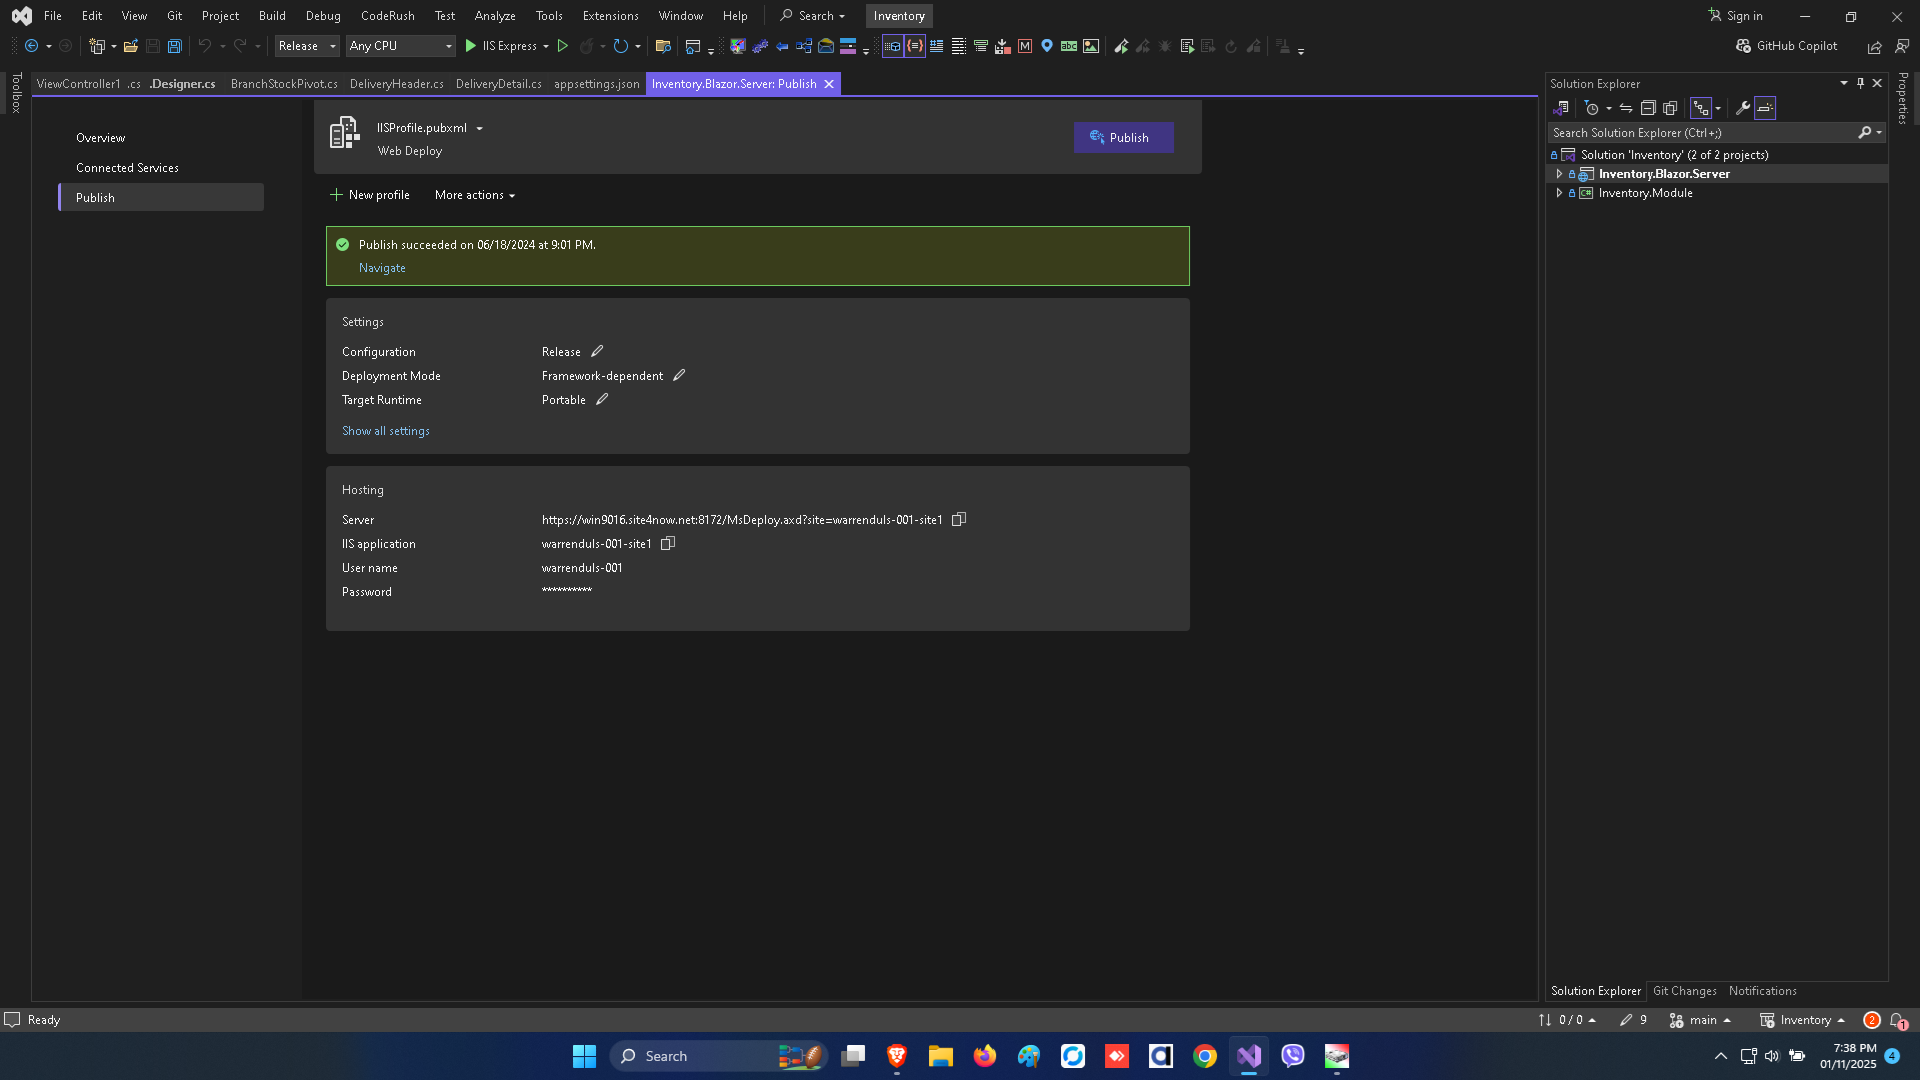 File Edit View Git Project Build Debug CodeRush Test Analyze Tools Extensions Window Help Search Inventory Sign in
Release Any CPU IIS Express GitHub Copilot
Toolbox
ViewController1 .cs .Designer.cs BranchStockPivot.cs DeliveryHeader.cs DeliveryDetail.cs appsettings.json Inventory.Blazor.Server: Publish
Overview
Connected Services
Publish
IISProfile.pubxml
Web Deploy
Publish
New profile More actions
Publish succeeded on 06/18/2024 at 9:01 PM.
Navigate
Settings
Configuration Release
Deployment Mode Framework-dependent
Target Runtime Portable
Show all settings
Hosting
Server https://win9016.site4now.net:8172/MsDeploy.axd?site=warrenduls-001-site1
IIS application warrenduls-001-site1
User name warrenduls-001
Password **********
Solution Explorer
Search Solution Explorer (Ctrl+;)
Solution 'Inventory' (2 of 2 projects)
Inventory.Blazor.Server
Inventory.Module
Properties
Solution Explorer Git Changes Notifications
Ready 0 / 0 9 main Inventory 2 1
Search
7:38 PM
01/11/2025
4